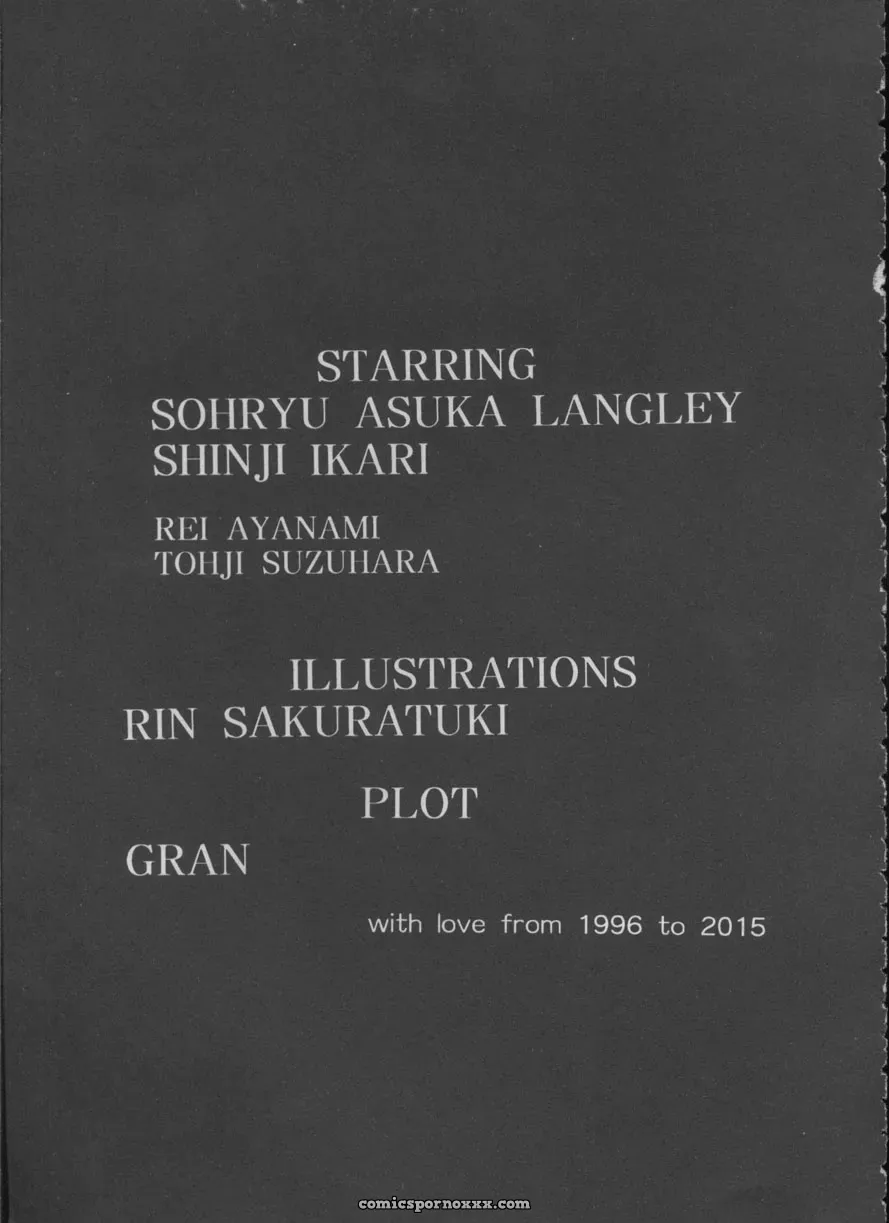 STARRING
SOHRYU ASUKA LANGLEY
SHINJI IKARI
REI AYANAMI
TOHJI SUZUHARA
ILLUSTRATIONS
RIN SAKURATUKI
PLOT
GRAN
with love from 1996 to 2015
comicspornoxxx.com